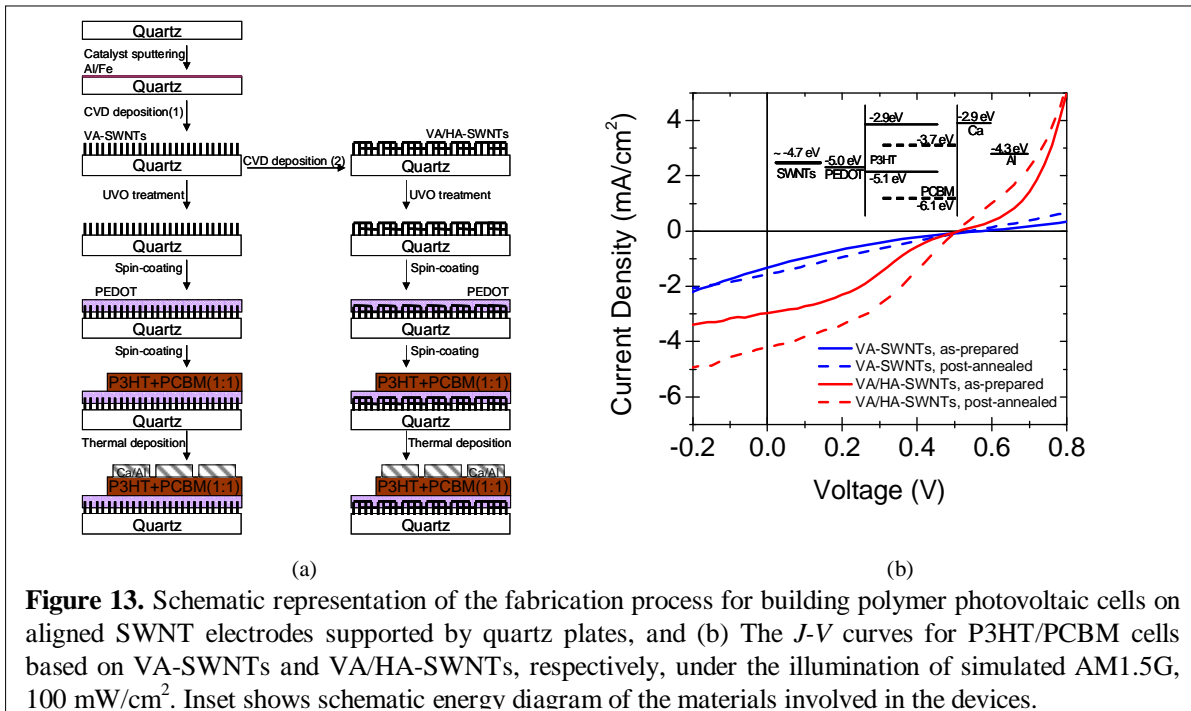 Quartz
Catalyst sputtering
Al/Fe
Quartz
CVD deposition(1)
VA-SWNTs
Quartz
CVD deposition (2)
VA/HA-SWNTs
Quartz
UVO treatment
UVO treatment
Quartz
Quartz
Spin-coating
Spin-coating
PEDOT
PEDOT
Quartz
Quartz
Spin-coating
Spin-coating
P3HT+PCBM(1:1)
P3HT+PCBM(1:1)
Quartz
Quartz
Thermal deposition
Thermal deposition
Ca/Al
Ca/Al
P3HT+PCBM(1:1)
P3HT+PCBM(1:1)
Quartz
Quartz
(a)
Current Density (mA/cm²)
4
2
0
-2
-4
-6
-0.2
0.0
0.2
0.4
0.6
0.8
Voltage (V)
~ -4.7 eV
SWNTs
-5.0 eV
PEDOT
-2.9eV
-3.7 eV
P3HT
-5.1 eV
PCBM
-6.1 eV
-2.9 eV
Ca
-4.3 eV
Al
VA-SWNTs, as-prepared
VA-SWNTs, post-annealed
VA/HA-SWNTs, as-prepared
VA/HA-SWNTs, post-annealed
(b)
Figure 13. Schematic representation of the fabrication process for building polymer photovoltaic cells on
aligned SWNT electrodes supported by quartz plates, and (b) The J-V curves for P3HT/PCBM cells
based on VA-SWNTs and VA/HA-SWNTs, respectively, under the illumination of simulated AM1.5G,
100 mW/cm². Inset shows schematic energy diagram of the materials involved in the devices.